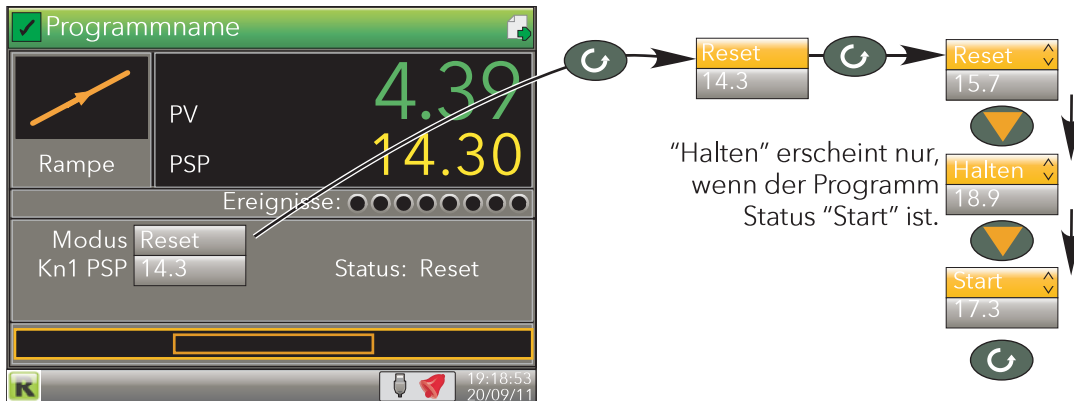 Programmname
PV 4.39
Rampe PSP 14.30
Ereignisse:
Modus Reset
Kn1 PSP 14.3 Status: Reset
19:18:53
20/09/11
Reset
14.3
Reset
15.7
"Halten" erscheint nur,
wenn der Programm
Status "Start" ist.
Halten
18.9
Start
17.3